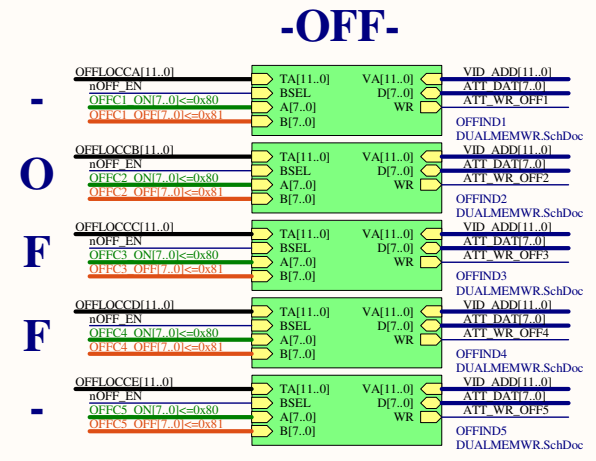 -OFF-
-
OFFLOCCA[11..0]
nOFF_EN
OFFC1_ON[7..0]<=0x80
OFFC1_OFF[7..0]<=0x81
TA[11..0] VA[11..0]
BSEL D[7..0]
A[7..0] WR
B[7..0]
VID_ADD[11..0]
ATT_DAT[7..0]
ATT_WR_OFF1
OFFIND1
DUALMEMWR.SchDoc
O
OFFLOCCB[11..0]
nOFF_EN
OFFC2_ON[7..0]<=0x80
OFFC2_OFF[7..0]<=0x81
TA[11..0] VA[11..0]
BSEL D[7..0]
A[7..0] WR
B[7..0]
VID_ADD[11..0]
ATT_DAT[7..0]
ATT_WR_OFF2
OFFIND2
DUALMEMWR.SchDoc
F
OFFLOCCC[11..0]
nOFF_EN
OFFC3_ON[7..0]<=0x80
OFFC3_OFF[7..0]<=0x81
TA[11..0] VA[11..0]
BSEL D[7..0]
A[7..0] WR
B[7..0]
VID_ADD[11..0]
ATT_DAT[7..0]
ATT_WR_OFF3
OFFIND3
DUALMEMWR.SchDoc
F
OFFLOCCD[11..0]
nOFF_EN
OFFC4_ON[7..0]<=0x80
OFFC4_OFF[7..0]<=0x81
TA[11..0] VA[11..0]
BSEL D[7..0]
A[7..0] WR
B[7..0]
VID_ADD[11..0]
ATT_DAT[7..0]
ATT_WR_OFF4
OFFIND4
DUALMEMWR.SchDoc
-
OFFLOCCE[11..0]
nOFF_EN
OFFC5_ON[7..0]<=0x80
OFFC5_OFF[7..0]<=0x81
TA[11..0] VA[11..0]
BSEL D[7..0]
A[7..0] WR
B[7..0]
VID_ADD[11..0]
ATT_DAT[7..0]
ATT_WR_OFF5
OFFIND5
DUALMEMWR.SchDoc